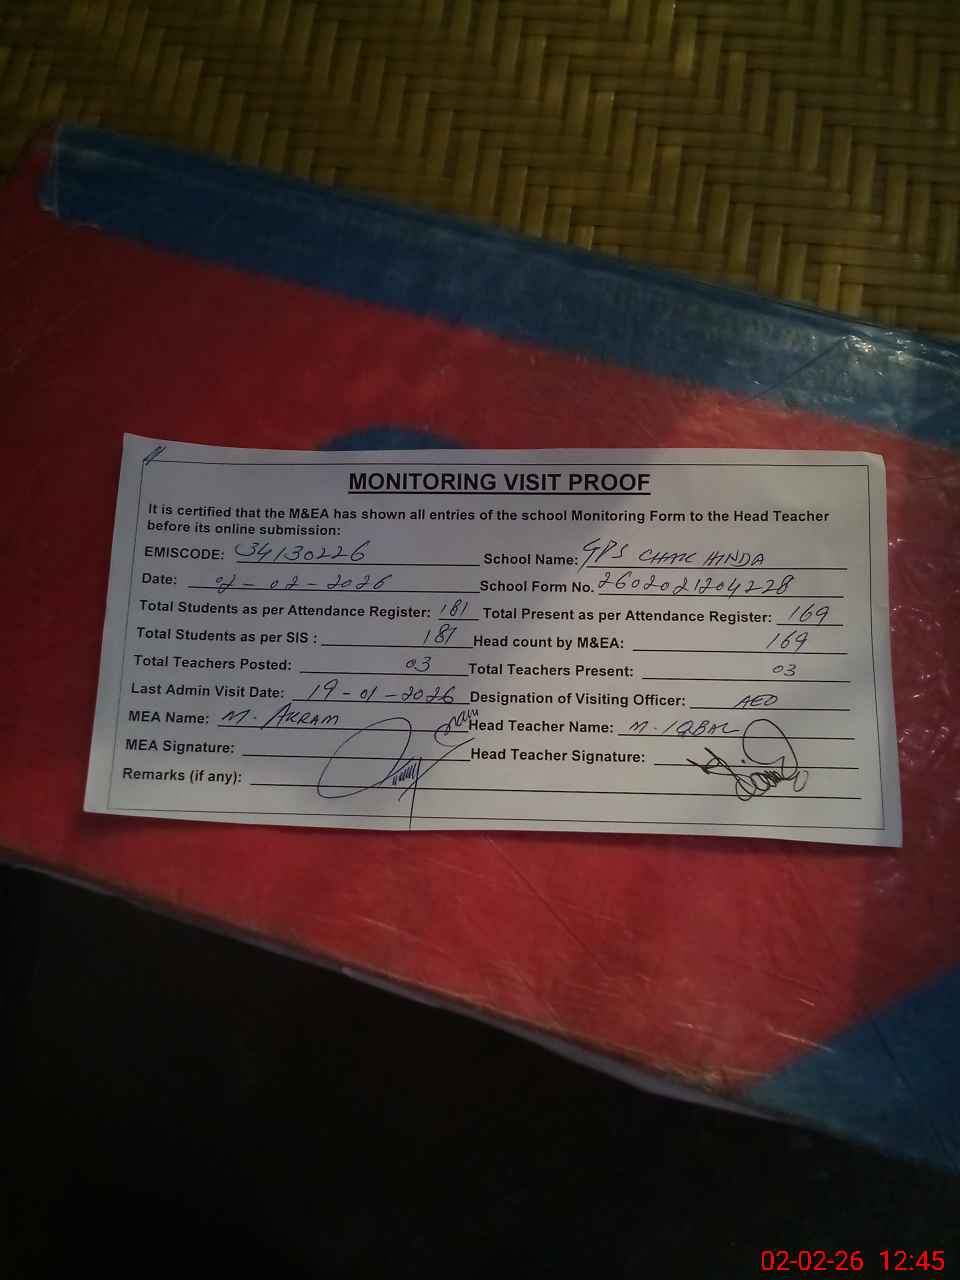 MONITORING VISIT PROOF
It is certified that the M&EA has shown all entries of the school Monitoring Form to the Head Teacher
before its online submission:
EMISCODE: 34130226 School Name: GPS CHAK HINDA
Date: 02-02-2026 School Form No. 2602021204228
Total Students as per Attendance Register: 181 Total Present as per Attendance Register: 169
Total Students as per SIS : 181 Head count by M&EA: 169
Total Teachers Posted: 03 Total Teachers Present: 03
Last Admin Visit Date: 19-01-2026 Designation of Visiting Officer: AEO
MEA Name: M. AKRAM Head Teacher Name: M. IQBAL
MEA Signature: Head Teacher Signature:
Remarks (if any):
02-02-26 12:45